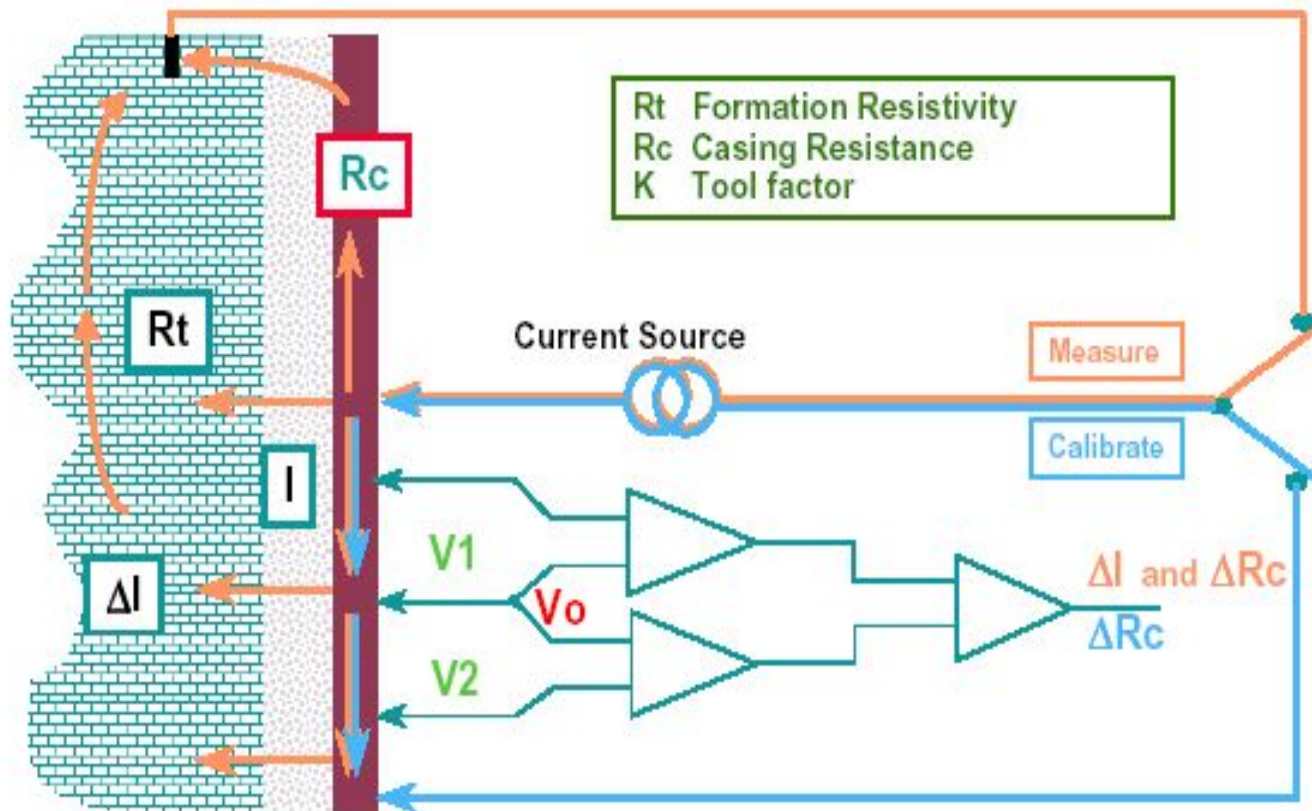 Rt Formation Resistivity
Rc Casing Resistance
K Tool factor
Rc
Rt
Current Source
Measure
Calibrate
I
V1
Vo
V2
ΔI
ΔI and ΔRc
ΔRc